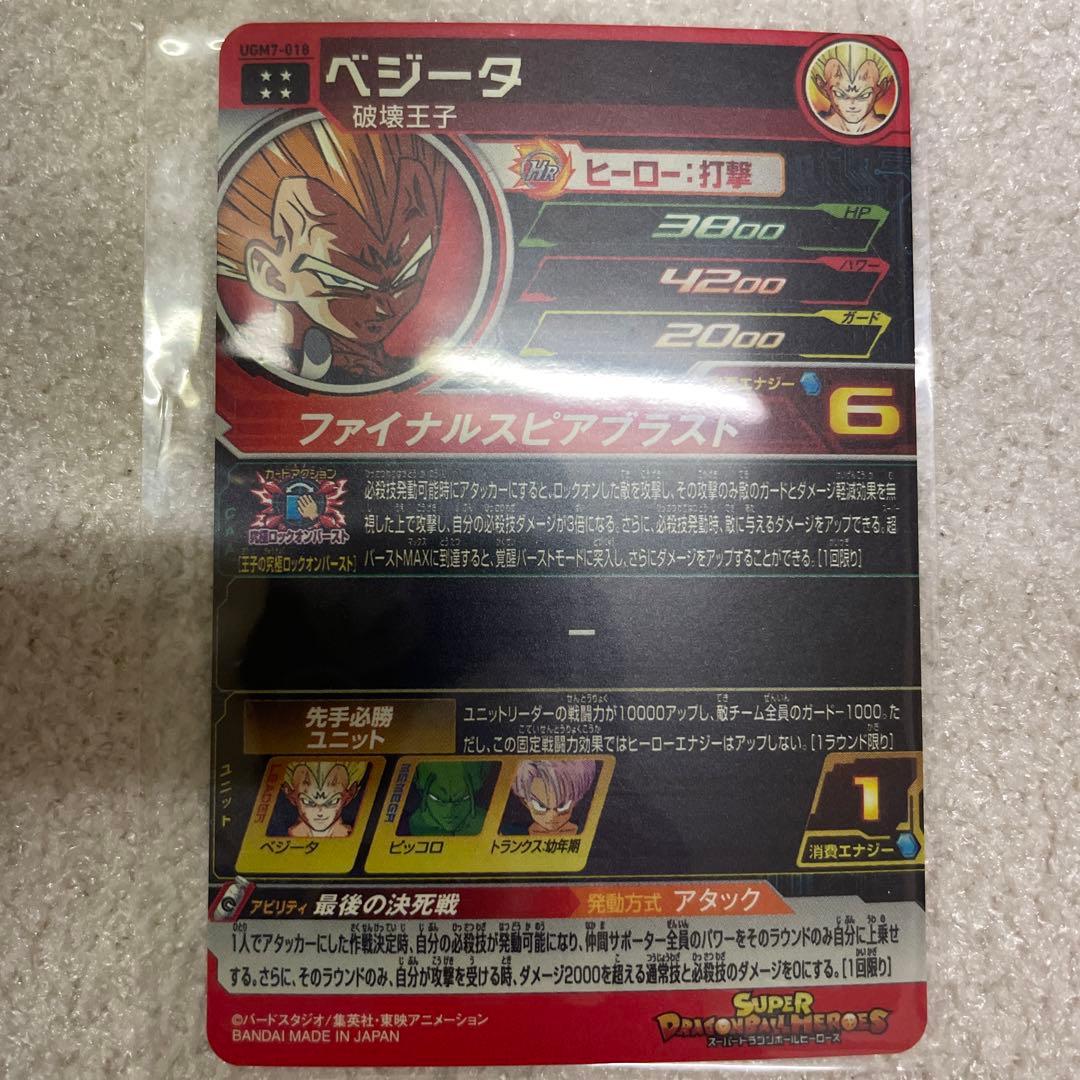 UGM7-018
ベジータ
破壊王子
HR
ヒーロー:打撃
HP
3800
パワー
4200
ガード
2000
エナジー
6
ファイナルスピアブラスト
カードアクション
究極ロックオンバースト
[王子の究極ロックオンバースト]
必殺技発動可能時にアタッカーにすると、ロックオンした敵を攻撃し、その攻撃のみ敵のガードとダメージ軽減効果を無
視した上で攻撃し、自分の必殺技ダメージが3倍になる。さらに、必殺技発動時、敵に与えるダメージをアップできる。超
バーストMAXに到達すると、覚醒バーストモードに突入し、さらにダメージをアップすることができる。[1回限り]
ー
先手必勝
ユニット
ユニットリーダーの戦闘力が10000アップし、敵チーム全員のガード-1000。た
だし、この固定戦闘力効果ではヒーローエナジーはアップしない。[1ラウンド限り]
ユニット
LEADER
ベジータ
MEMBER
ピッコロ
トランクス:幼年期
1
消費エナジー
アビリティ 最後の決死戦
発動方式 アタック
1人でアタッカーにした作戦決定時、自分の必殺技が発動可能になり、仲間サポーター全員のパワーをそのラウンドのみ自分に上乗せ
する。さらに、そのラウンドのみ、自分が攻撃を受ける時、ダメージ2000を超える通常技と必殺技のダメージを0にする。[1回限り]
©バードスタジオ/集英社・東映アニメーション
BANDAI MADE IN JAPAN
SUPER
DRAGONBALL HEROES
スーパードラゴンボールヒーローズ